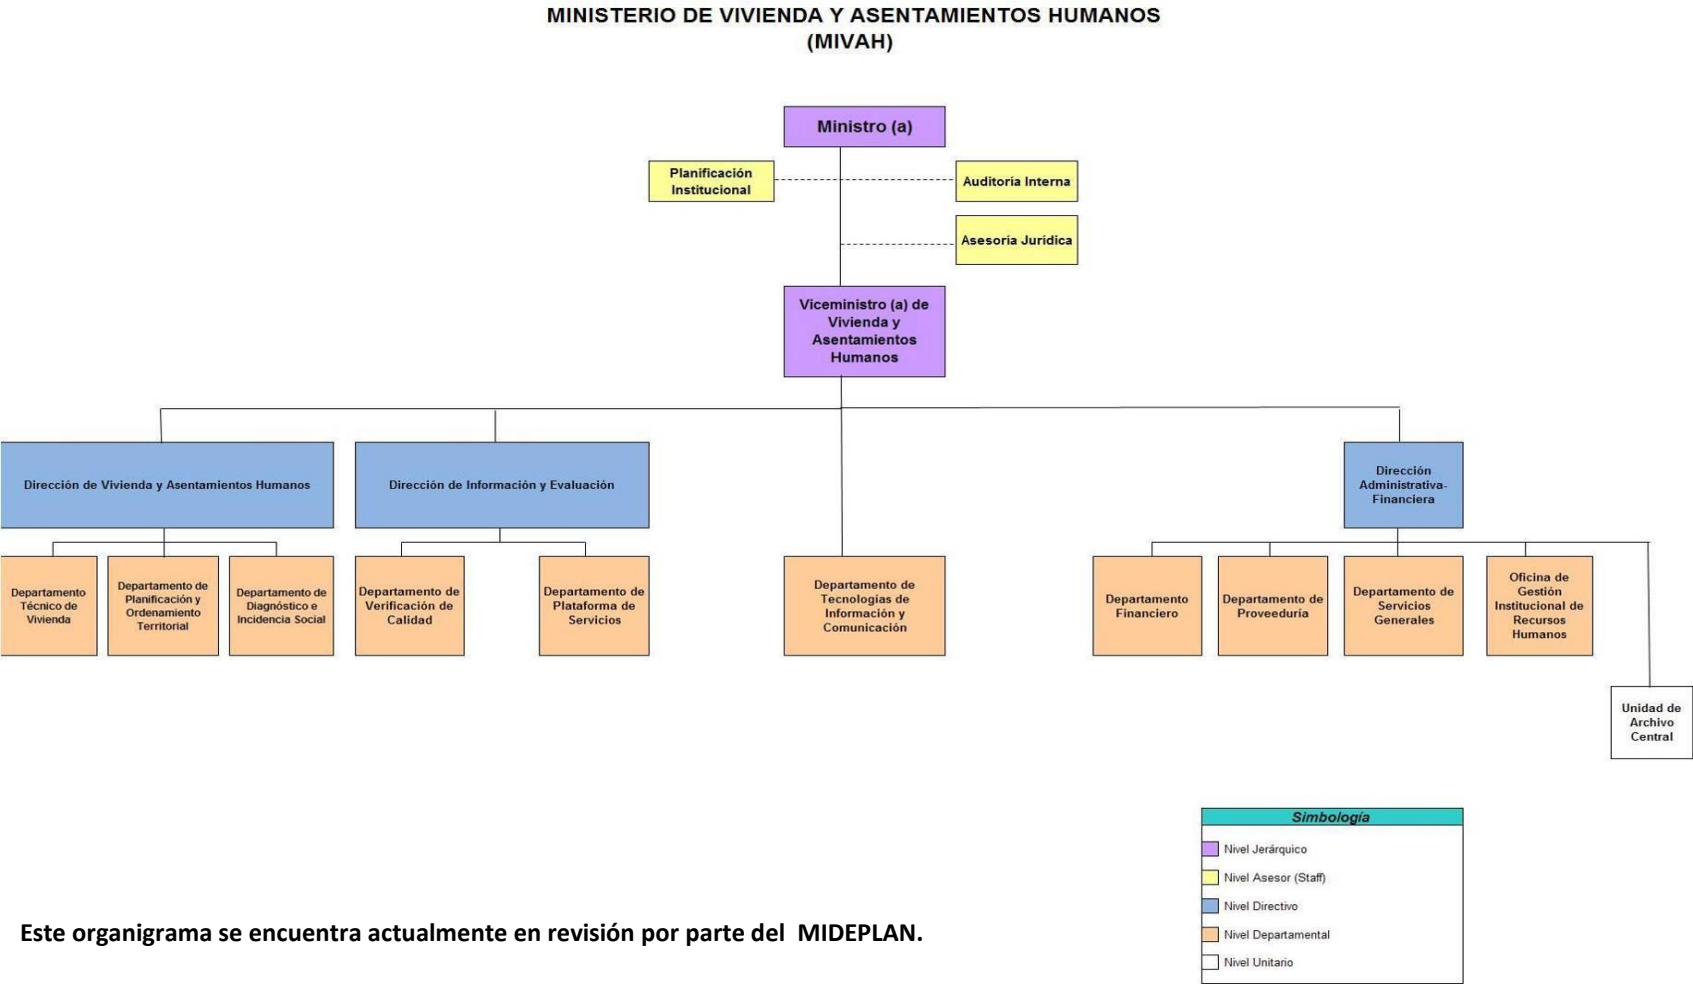 MINISTERIO DE VIVIENDA Y ASENTAMIENTOS HUMANOS
(MIVAH)
Ministro (a)
Planificación
Institucional
Auditoría Interna
Asesoría Jurídica
Viceministro (a) de
Vivienda y
Asentamientos
Humanos
Dirección de Vivienda y Asentamientos Humanos
Dirección de Información y Evaluación
Dirección
Administrativa-
Financiera
Departamento
Técnico de
Vivienda
Departamento de
Planificación y
Ordenamiento
Territorial
Departamento de
Diagnóstico e
Incidencia Social
Departamento de
Verificación de
Calidad
Departamento de
Plataforma de
Servicios
Departamento de
Tecnologías de
Información y
Comunicación
Departamento
Financiero
Departamento de
Proveeduría
Departamento de
Servicios
Generales
Oficina de
Gestión
Institucional de
Recursos
Humanos
Unidad de
Archivo
Central
Simbología
Nivel Jerárquico
Nivel Asesor (Staff)
Nivel Directivo
Nivel Departamental
Nivel Unitario
Este organigrama se encuentra actualmente en revisión por parte del MIDEPLAN.